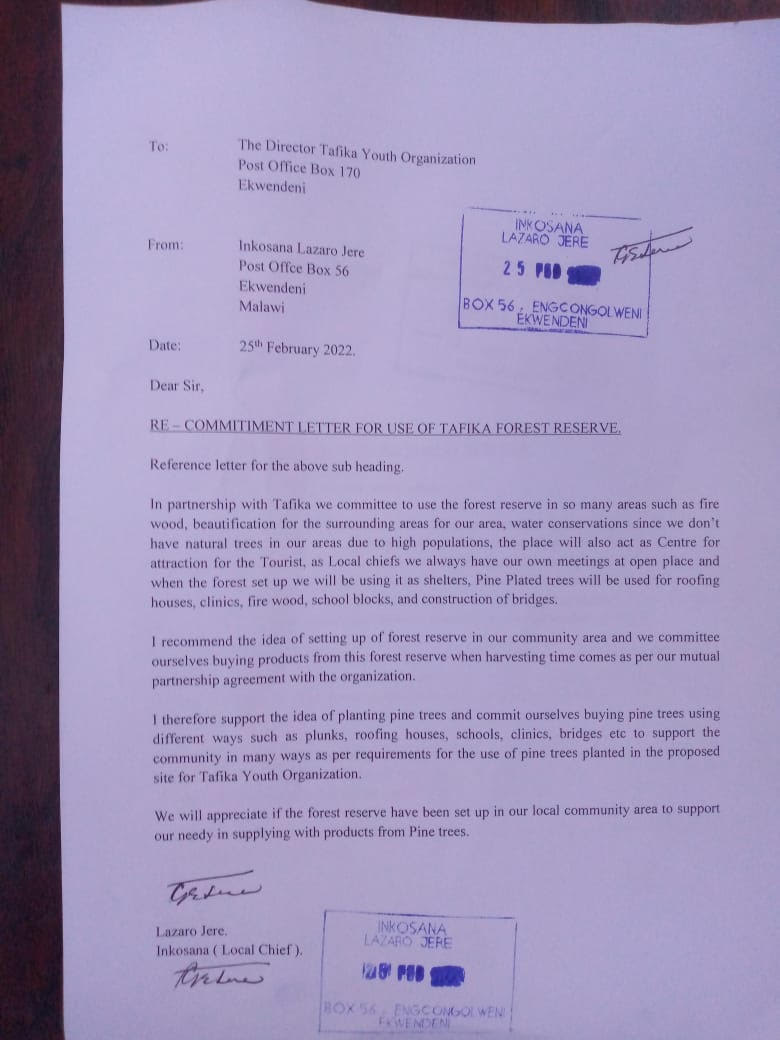 To: The Director Tafika Youth Organization
Post Office Box 170
Ekwendeni
INKOSANA
LAZARO JERE
25 FEB
BOX 56, ENGCONGOLWENI
EKWENDENI
From: Inkosana Lazaro Jere
Post Offce Box 56
Ekwendeni
Malawi
Date: 25th February 2022.
Dear Sir,
RE – COMMITIMENT LETTER FOR USE OF TAFIKA FOREST RESERVE.
Reference letter for the above sub heading.
In partnership with Tafika we committee to use the forest reserve in so many areas such as fire
wood, beautification for the surrounding areas for our area, water conservations since we don't
have natural trees in our areas due to high populations, the place will also act as Centre for
attraction for the Tourist, as Local chiefs we always have our own meetings at open place and
when the forest set up we will be using it as shelters, Pine Plated trees will be used for roofing
houses, clinics, fire wood, school blocks, and construction of bridges.
I recommend the idea of setting up of forest reserve in our community area and we committee
ourselves buying products from this forest reserve when harvesting time comes as per our mutual
partnership agreement with the organization.
I therefore support the idea of planting pine trees and commit ourselves buying pine trees using
different ways such as plunks, roofing houses, schools, clinics, bridges etc to support the
community in many ways as per requirements for the use of pine trees planted in the proposed
site for Tafika Youth Organization.
We will appreciate if the forest reserve have been set up in our local community area to support
our needy in supplying with products from Pine trees.
Lazaro Jere.
Inkosana ( Local Chief ).
INKOSANA
LAZARO JERE
25 FEB
BOX 56, ENGCONGOLWENI
EKWENDENI